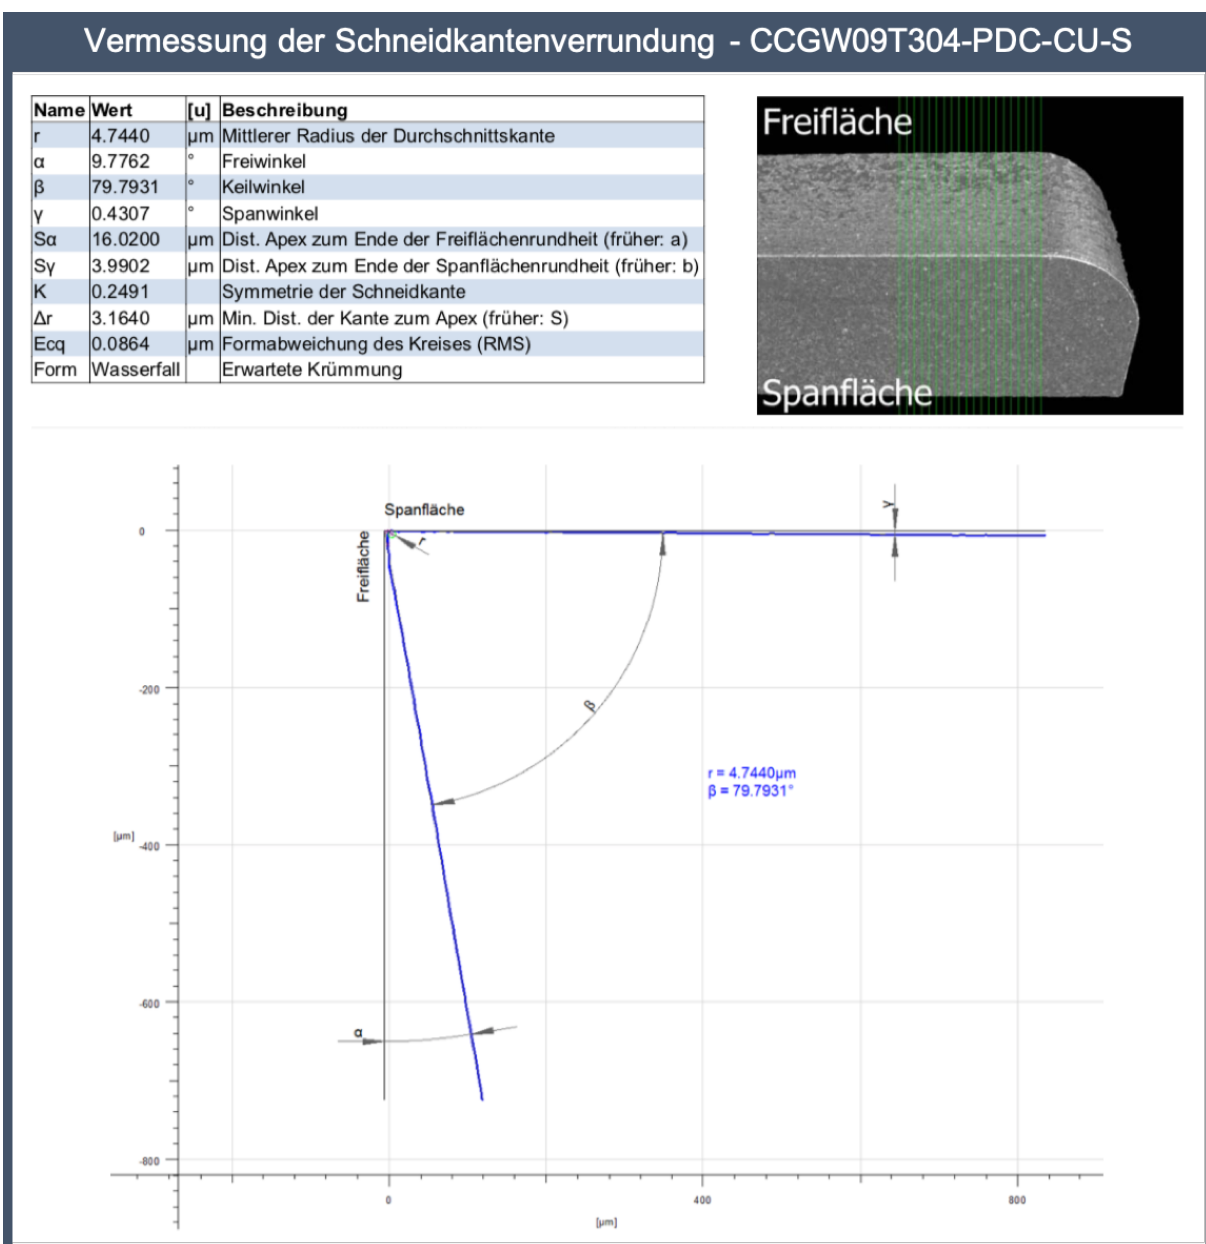 Vermessung der Schneidkantenverrundung - CCGW09T304-PDC-CU-S
Name Wert [u] Beschreibung
r 4.7440 µm Mittlerer Radius der Durchschnittskante
α 9.7762 ° Freiwinkel
β 79.7931 ° Keilwinkel
γ 0.4307 ° Spanwinkel
Sα 16.0200 µm Dist. Apex zum Ende der Freiflächenrundheit (früher: a)
Sγ 3.9902 µm Dist. Apex zum Ende der Spanflächenrundheit (früher: b)
K 0.2491 Symmetrie der Schneidkante
Δr 3.1640 µm Min. Dist. der Kante zum Apex (früher: S)
Ecq 0.0864 µm Formabweichung des Kreises (RMS)
Form Wasserfall Erwartete Krümmung
Freifläche
Spanfläche
Spanfläche
γ
0
r
Freifläche
-200
β
r = 4.7440µm
β = 79.7931°
[µm]
-400
-600
α
-800
0 400 800
[µm]